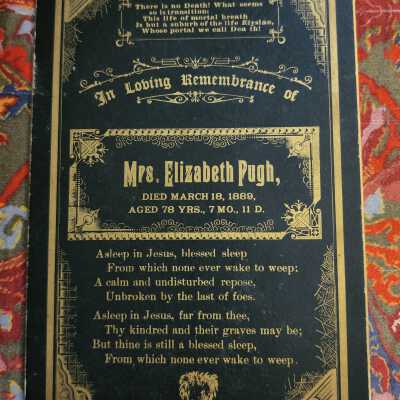 There is no Death! What seems
so is transition:
This life of mortal breath
Is but a suburb of the life Elysian,
Whose portal we call Death!
In Loving Remembrance of
Mrs. Elizabeth Pugh,
DIED MARCH 18, 1889,
AGED 78 YRS., 7 MO., 11 D.
Asleep in Jesus, blessed sleep
From which none ever wake to weep;
A calm and undisturbed repose,
Unbroken by the last of foes.
Asleep in Jesus, far from thee,
Thy kindred and their graves may be;
But thine is still a blessed sleep,
From which none ever wake to weep.